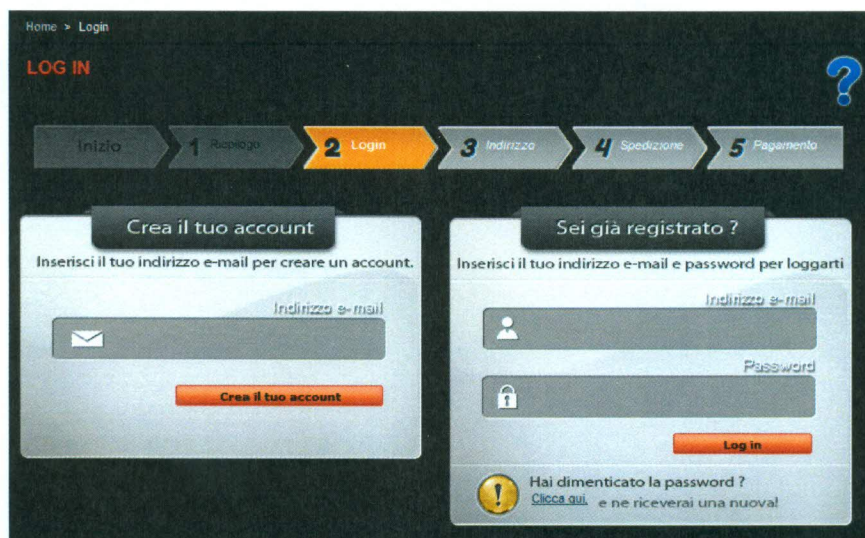 Home > Login
LOG IN
Inizio
1 Riepilogo
2 Login
3 Indirizzo
4 Spedizione
5 Pagamento
Crea il tuo account
Inserisci il tuo indirizzo e-mail per creare un account.
Indirizzo e-mail
Crea il tuo account
Sei già registrato ?
Inserisci il tuo indirizzo e-mail e password per loggarti
Indirizzo e-mail
Password
Log in
Hai dimenticato la password ?
Clicca qui, e ne riceverai una nuova!